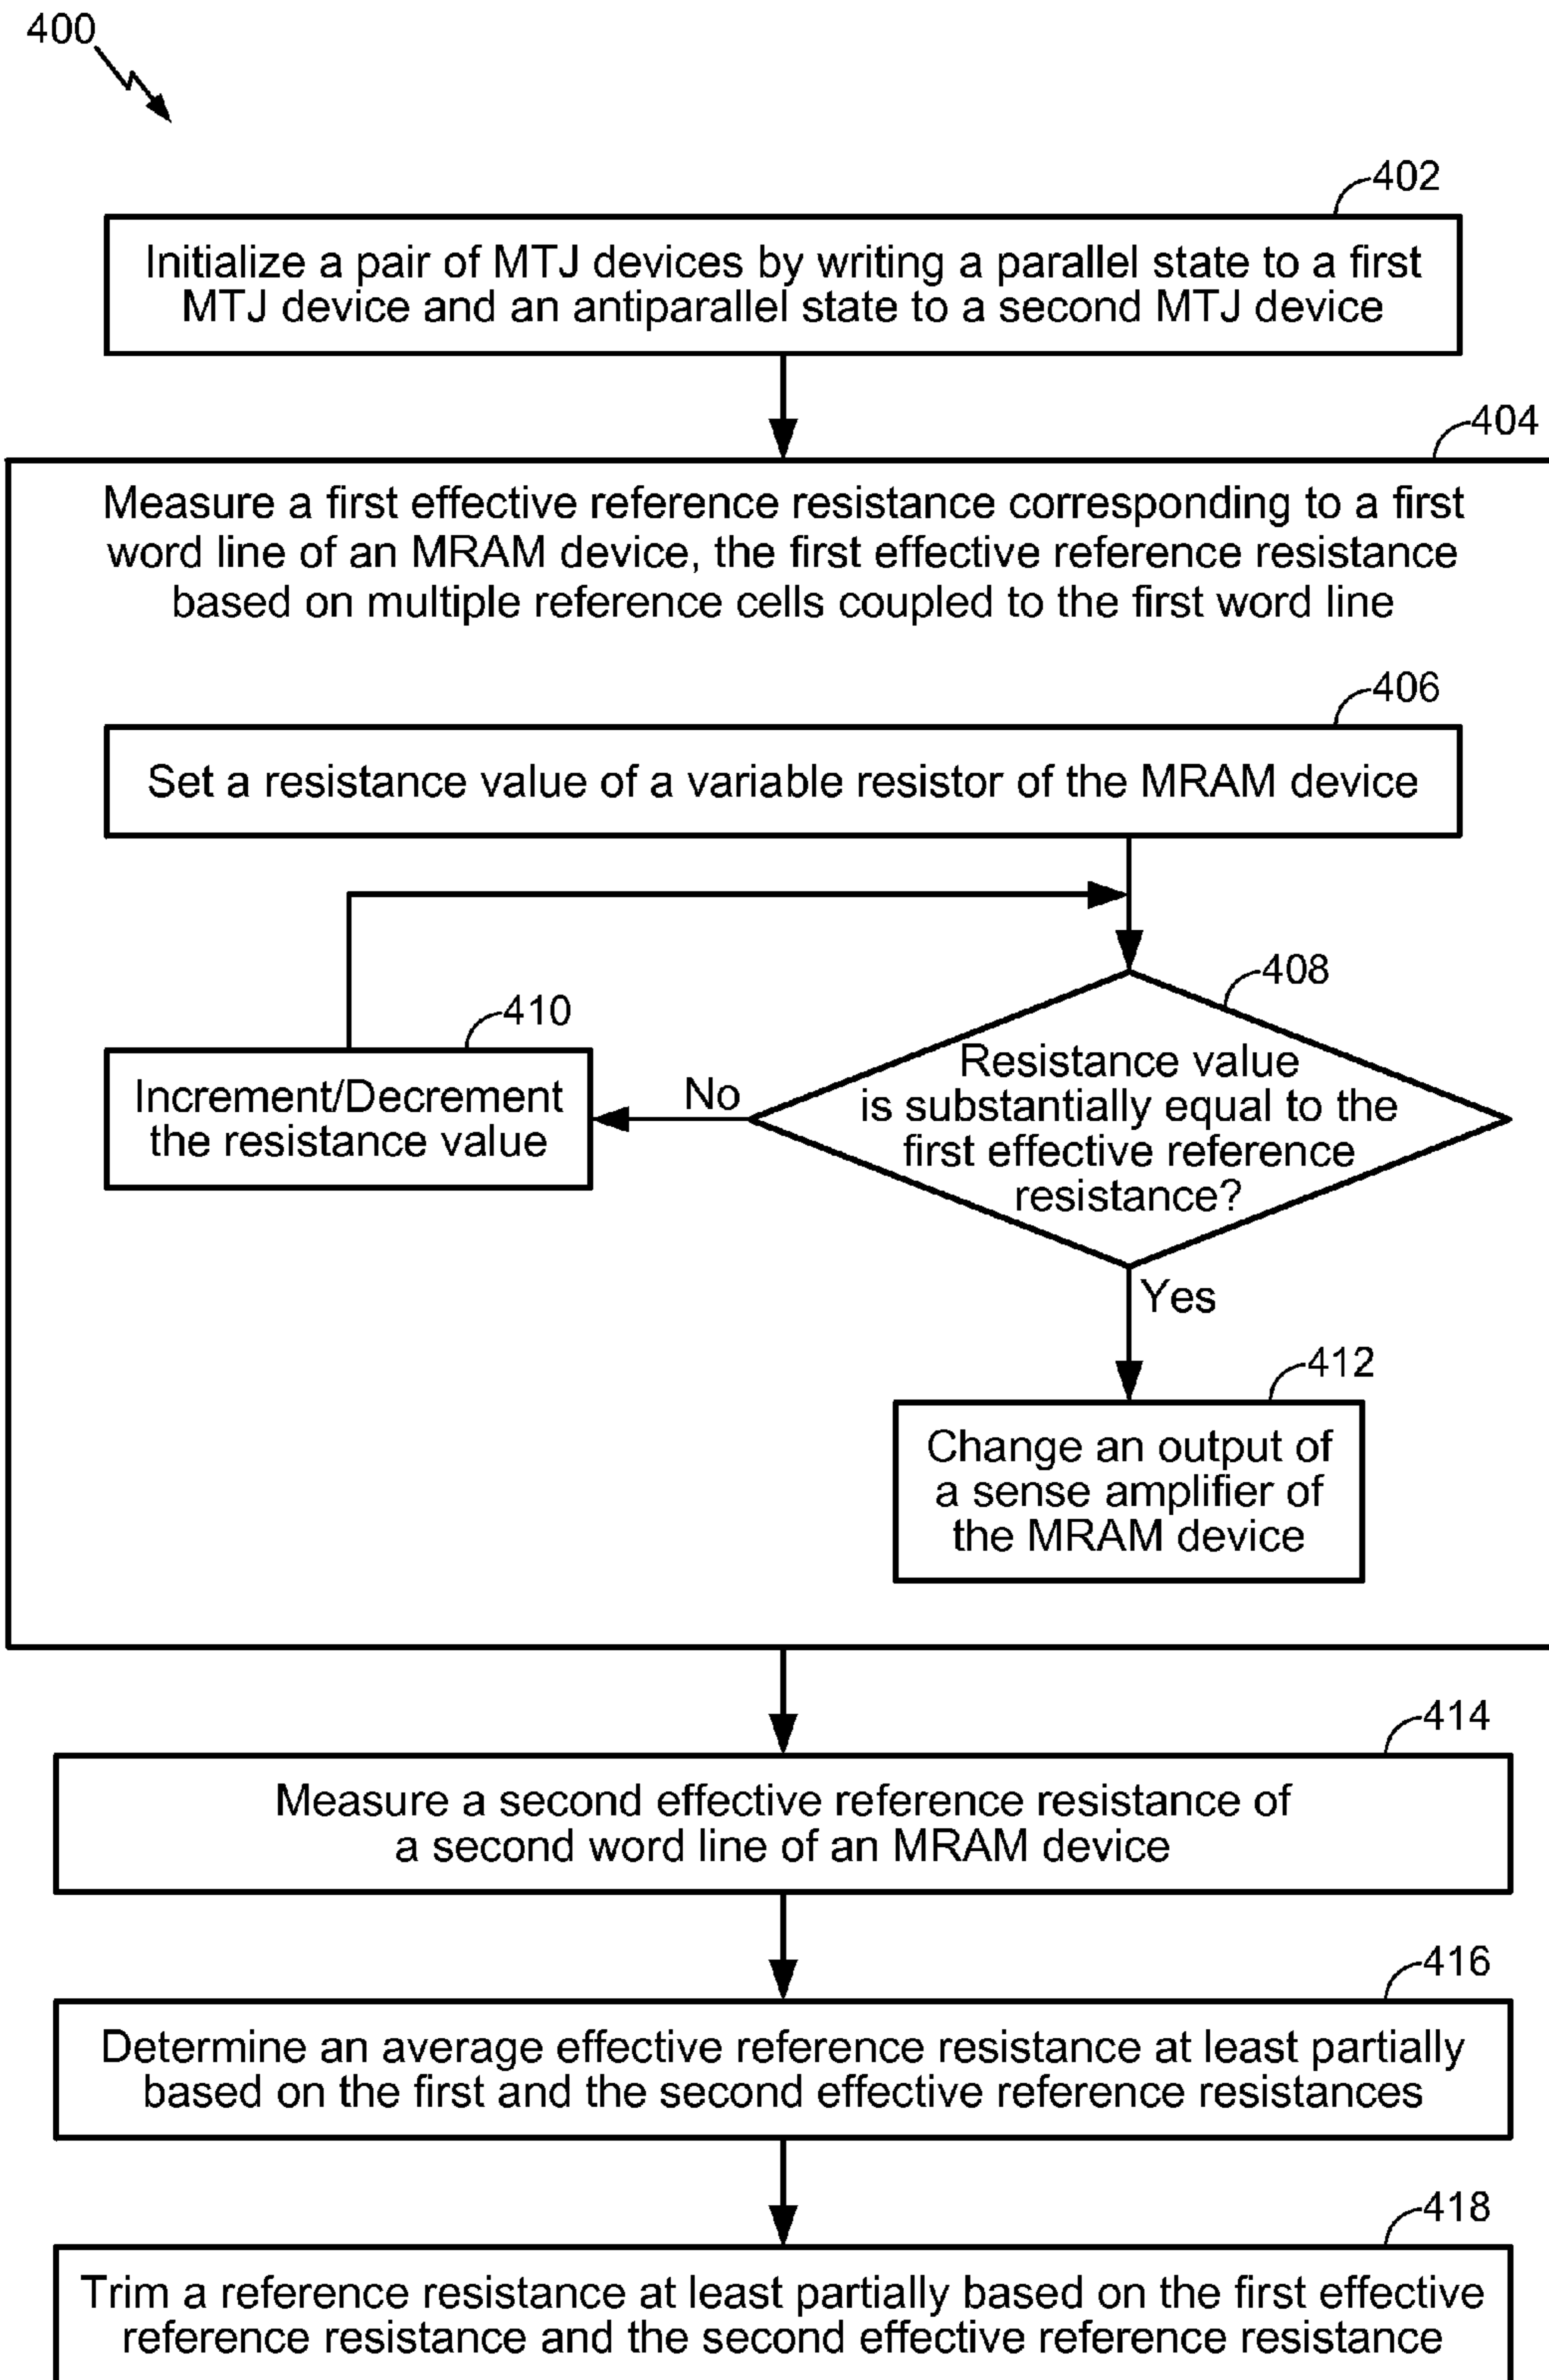 400
402
Initialize a pair of MTJ devices by writing a parallel state to a first
MTJ device and an antiparallel state to a second MTJ device
404
Measure a first effective reference resistance corresponding to a first
word line of an MRAM device, the first effective reference resistance
based on multiple reference cells coupled to the first word line
406
Set a resistance value of a variable resistor of the MRAM device
408
Resistance value
is substantially equal to the
first effective reference
resistance?
No
410
Increment/Decrement
the resistance value
Yes
412
Change an output of
a sense amplifier of
the MRAM device
414
Measure a second effective reference resistance of
a second word line of an MRAM device
416
Determine an average effective reference resistance at least partially
based on the first and the second effective reference resistances
418
Trim a reference resistance at least partially based on the first effective
reference resistance and the second effective reference resistance